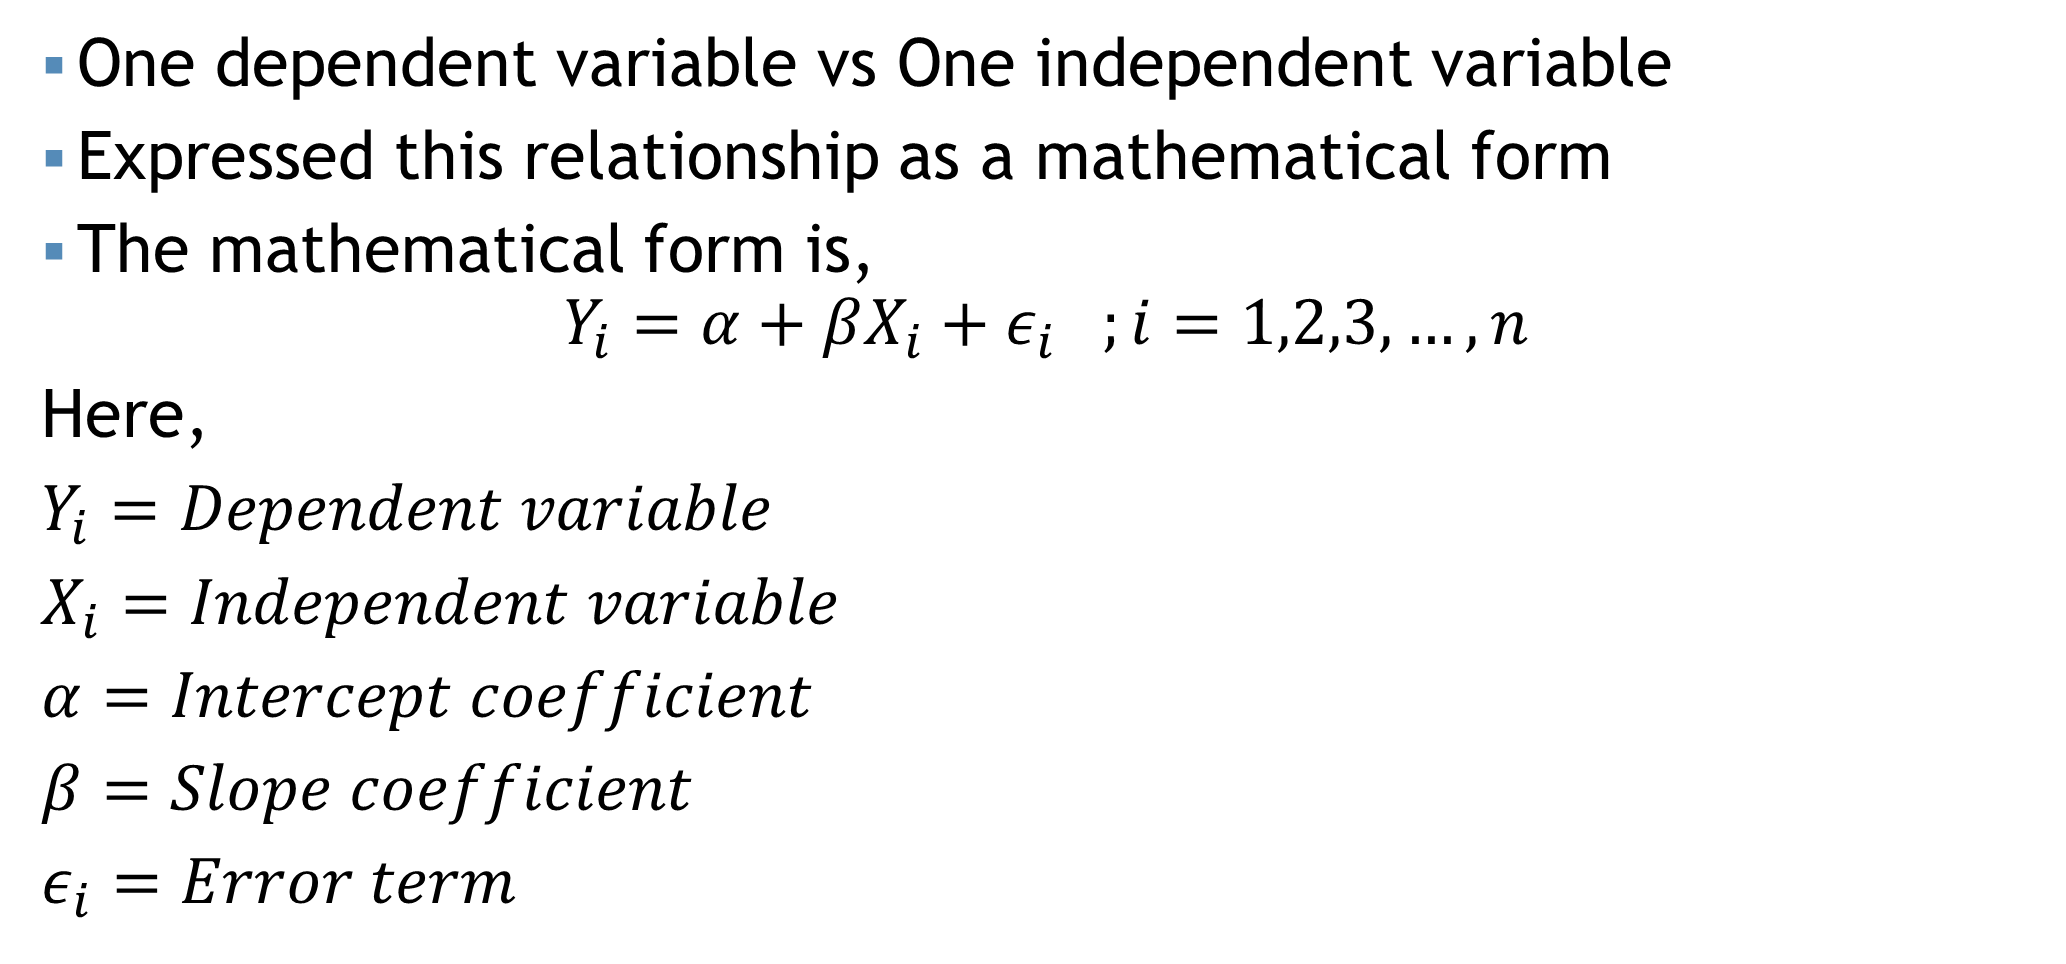 ▪ One dependent variable vs One independent variable
▪ Expressed this relationship as a mathematical form
▪ The mathematical form is,
Yᵢ = α + βXᵢ + ϵᵢ ; i = 1,2,3, … , n
Here,
Yᵢ = Dependent variable
Xᵢ = Independent variable
α = Intercept coefficient
β = Slope coefficient
ϵᵢ = Error term